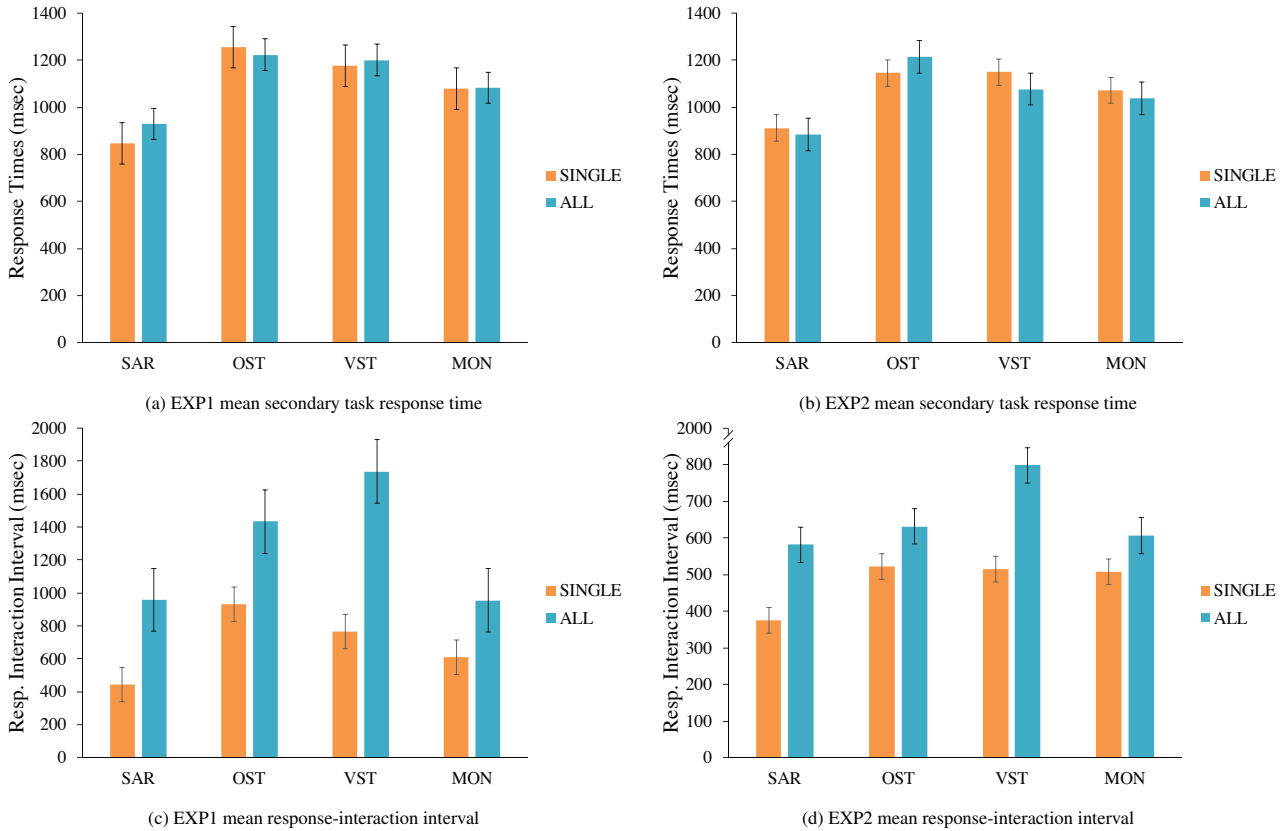 1400
1200
1000
800
600
400
200
0
Response Times (msec)
SAR OST VST MON
SINGLE
ALL
(a) EXP1 mean secondary task response time
1400
1200
1000
800
600
400
200
0
Response Times (msec)
SAR OST VST MON
SINGLE
ALL
(b) EXP2 mean secondary task response time
2000
1800
1600
1400
1200
1000
800
600
400
200
0
Resp. Interaction Interval (msec)
SAR OST VST MON
SINGLE
ALL
(c) EXP1 mean response-interaction interval
2000
800
700
600
500
400
300
200
100
0
Resp. Interaction Interval (msec)
SAR OST VST MON
SINGLE
ALL
(d) EXP2 mean response-interaction interval